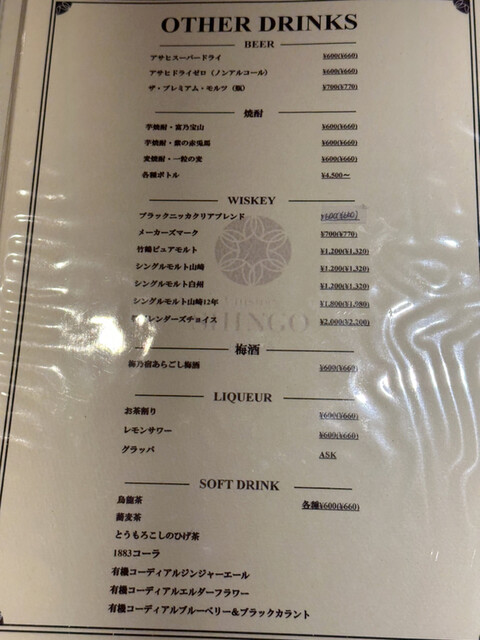 OTHER DRINKS
BEER
アサヒスーパードライ ¥600(¥660)
アサヒドライゼロ(ノンアルコール) ¥600(¥660)
ザ・プレミアム・モルツ(瓶) ¥700(¥770)
焼酎
芋焼酎・富乃宝山 ¥600(¥660)
芋焼酎・紫の赤兎馬 ¥600(¥660)
麦焼酎・一粒の麦 ¥600(¥660)
各種ボトル ¥4,500~
WISKEY
ブラックニッカクリアブレンド ¥600(¥660)
メーカーズマーク ¥700(¥770)
竹鶴ピュアモルト ¥1,200(¥1,320)
シングルモルト山崎 ¥1,200(¥1,320)
シングルモルト白州 ¥1,200(¥1,320)
シングルモルト山崎12年 ¥1,800(¥1,980)
レンダーズチョイス ¥2,000(¥2,200)
梅酒
梅乃宿あらごし梅酒 ¥600(¥660)
LIQUEUR
お茶割り ¥600(¥660)
レモンサワー ¥600(¥660)
グラッパ ASK
SOFT DRINK
烏龍茶 各種¥600(¥660)
蕎麦茶
とうもろこしのひげ茶
1883コーラ
有機コーディアルジンジャーエール
有機コーディアルエルダーフラワー
有機コーディアルブルーベリー&ブラックカラント